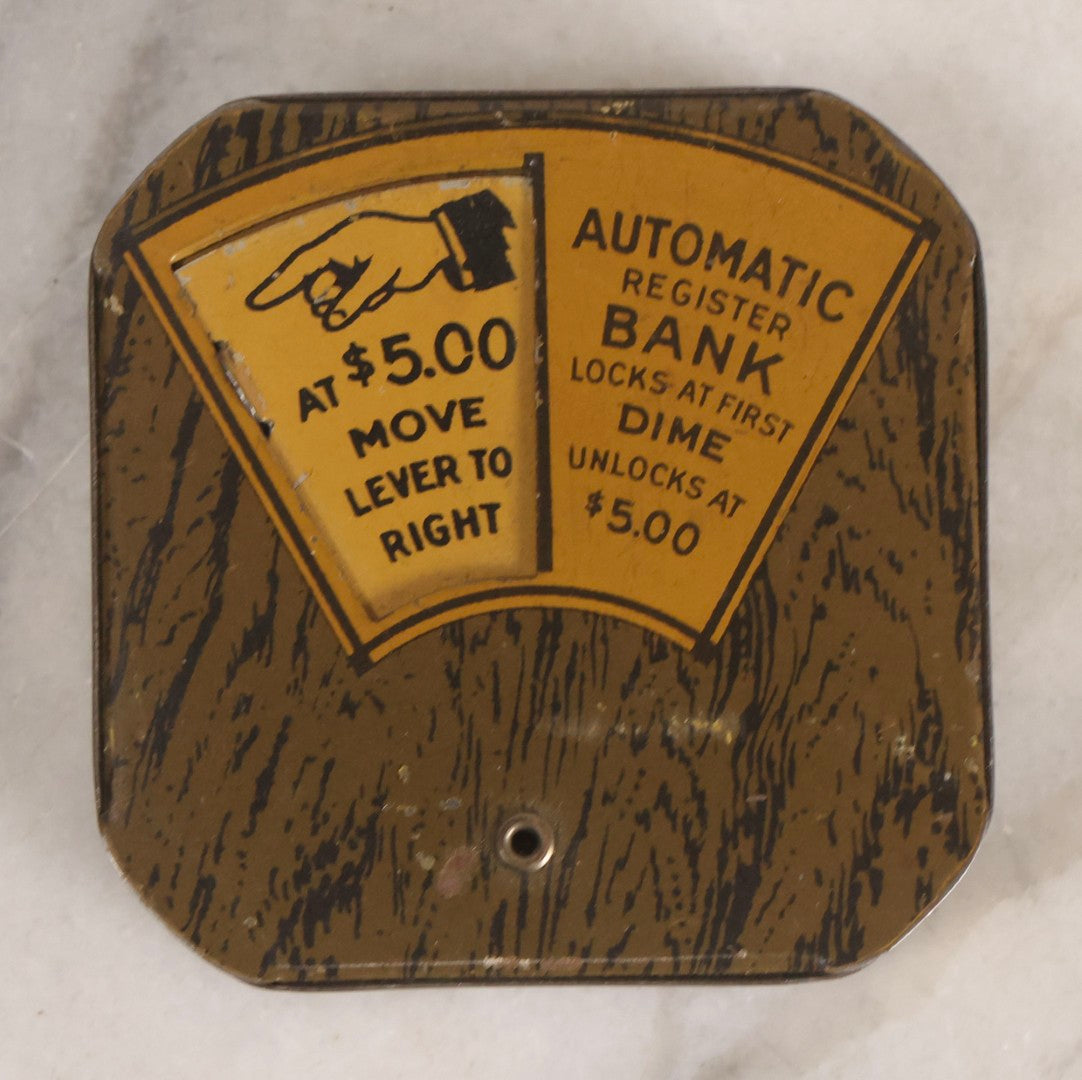 AT $5.00
MOVE
LEVER TO
RIGHT
AUTOMATIC
REGISTER
BANK
LOCKS AT FIRST
DIME
UNLOCKS AT
$5.00